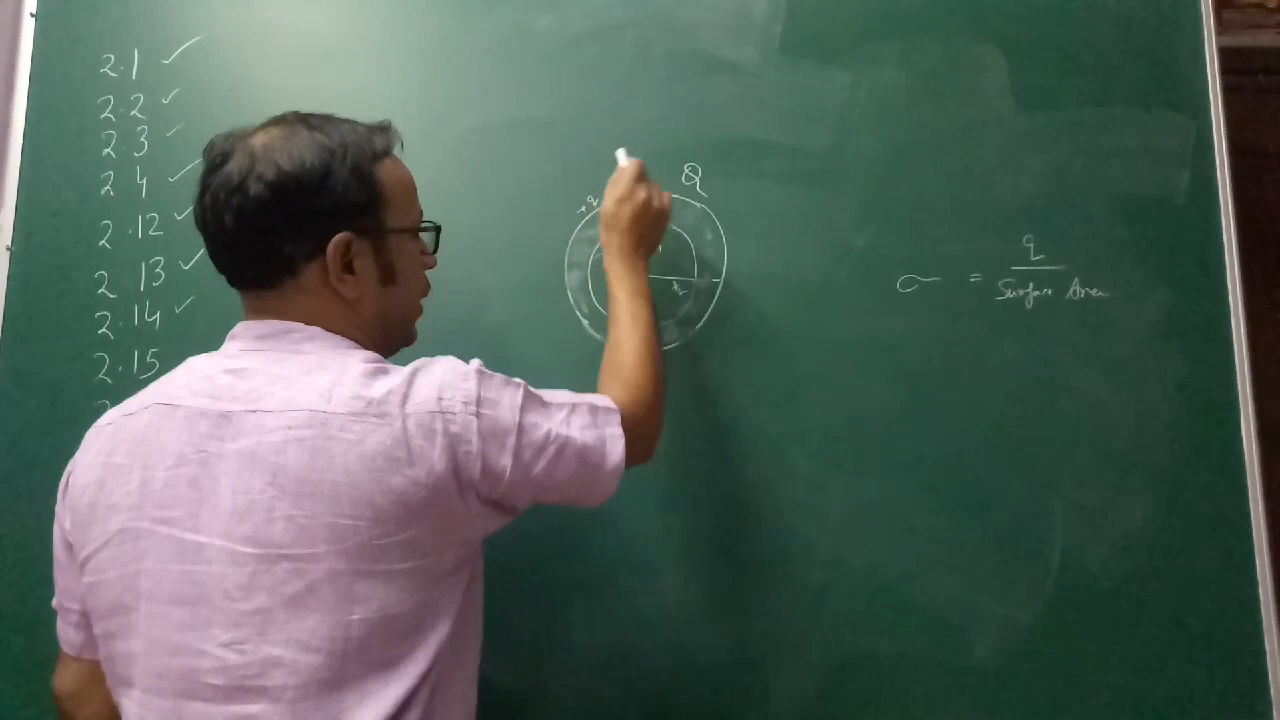 2.1 ✓
2.2 ✓
2 3 ✓
2 4 ✓
2.12 ✓
2 13 ✓
2.14 ✓
2.15
Q
+q
σ = q / Surface Area